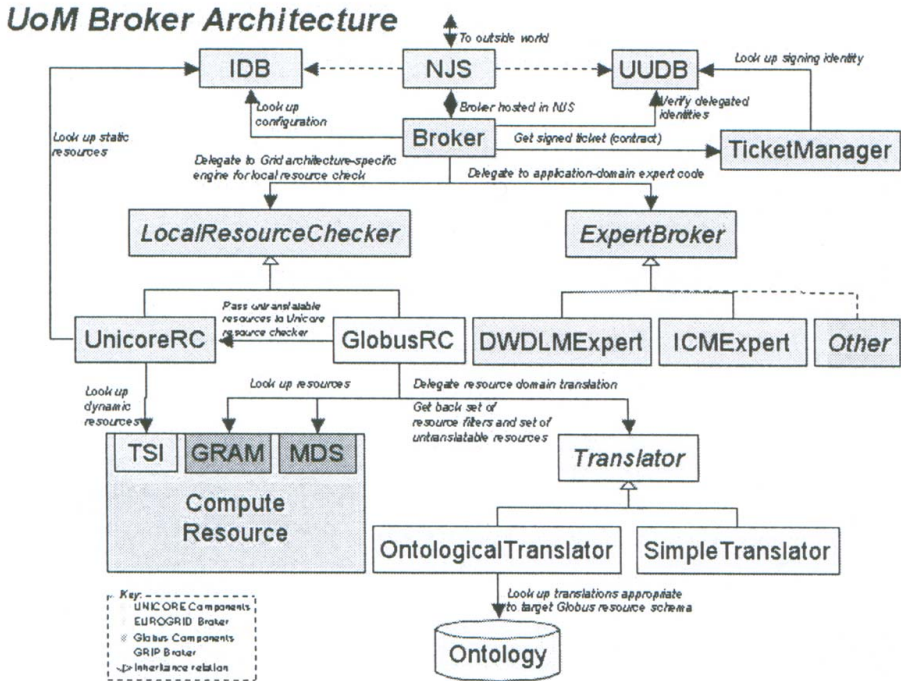 UoM Broker Architecture
To outside world
IDB
NJS
UUDB
Look up signing identity
Look up
configuration
Broker hosted in NJS
Verify delegated
identities
Look up static
resources
Broker
Get signed ticket (contract)
TicketManager
Delegate to Grid architecture-specific
engine for local resource check
Delegate to application-domain expert code
LocalResourceChecker
ExpertBroker
Pass untranslatable
resources to Unicore
resource checker
UnicoreRC
GlobusRC
DWDLMExpert
ICMExpert
Other
Look up
dynamic
resources
Look up resources
Delegate resource domain translation
Get back set of
resource filters and set of
untranslatable resources
TSI
GRAM
MDS
Compute
Resource
Translator
OntologicalTranslator
SimpleTranslator
Look up translations appropriate
to target Globus resource schema
Ontology
Key:
UNICORE Components
EUROGRID Broker
Globus Components
GRIP Broker
Inheritance relation